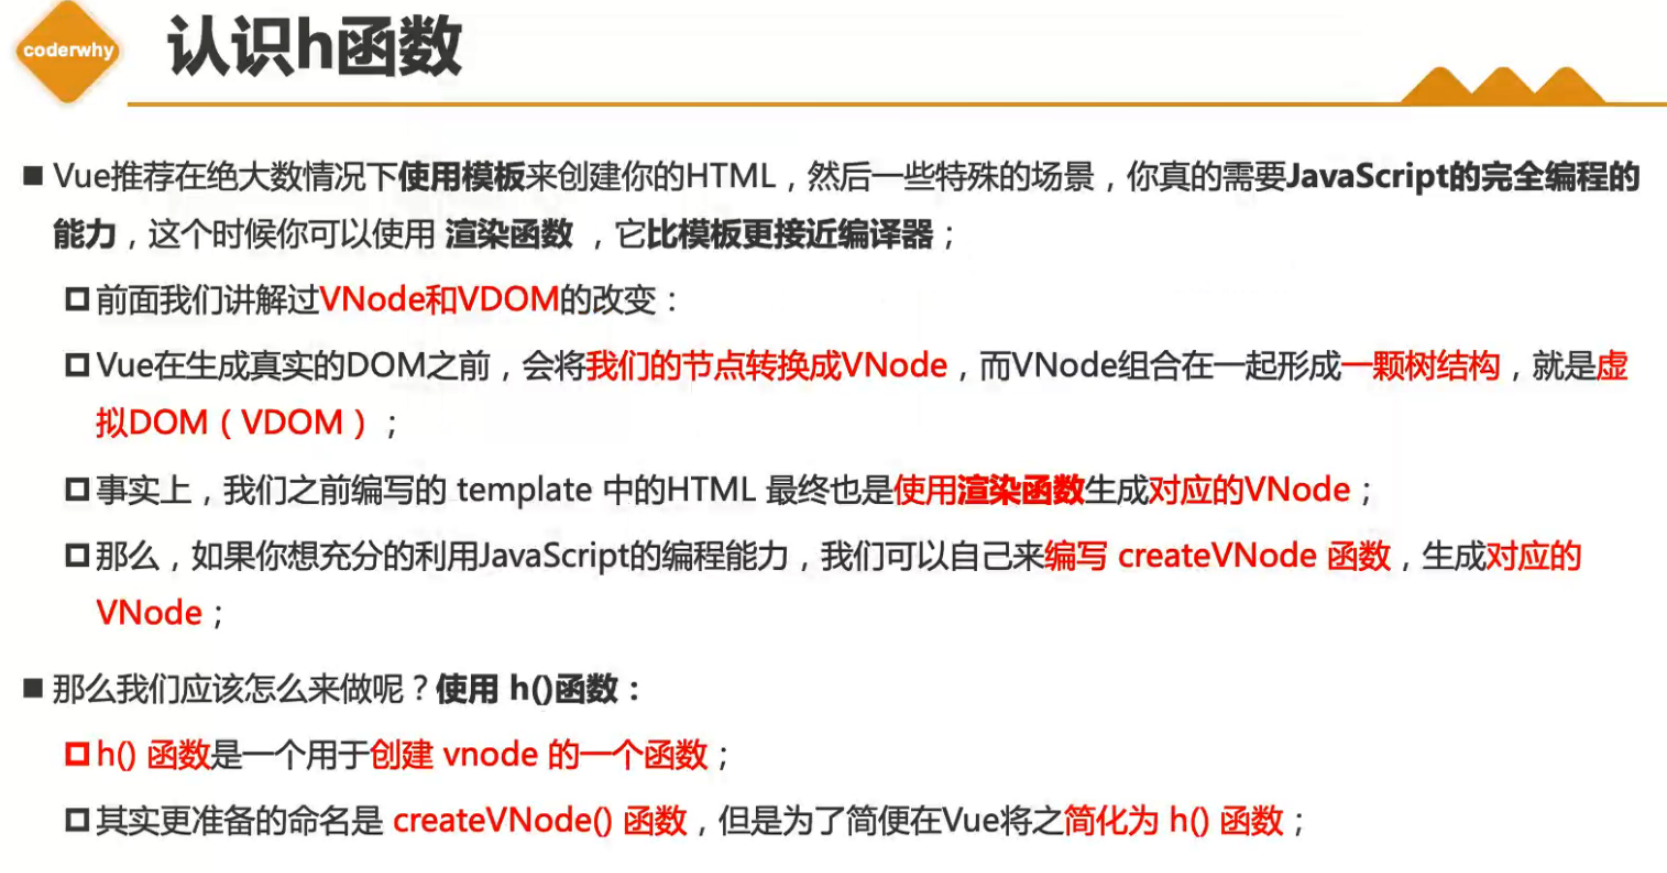 coderwhy
认识h函数
Vue推荐在绝大数情况下使用模板来创建你的HTML，然后一些特殊的场景，你真的需要JavaScript的完全编程的
能力，这个时候你可以使用 渲染函数 ，它比模板更接近编译器；
前面我们讲解过VNode和VDOM的改变：
Vue在生成真实的DOM之前，会将我们的节点转换成VNode，而VNode组合在一起形成一颗树结构，就是虚
拟DOM（VDOM）；
事实上，我们之前编写的 template 中的HTML 最终也是使用渲染函数生成对应的VNode；
那么，如果你想充分的利用JavaScript的编程能力，我们可以自己来编写 createVNode 函数，生成对应的
VNode；
那么我们应该怎么来做呢？使用 h()函数：
h() 函数是一个用于创建 vnode 的一个函数；
其实更准备的命名是 createVNode() 函数，但是为了简便在Vue将之简化为 h() 函数；